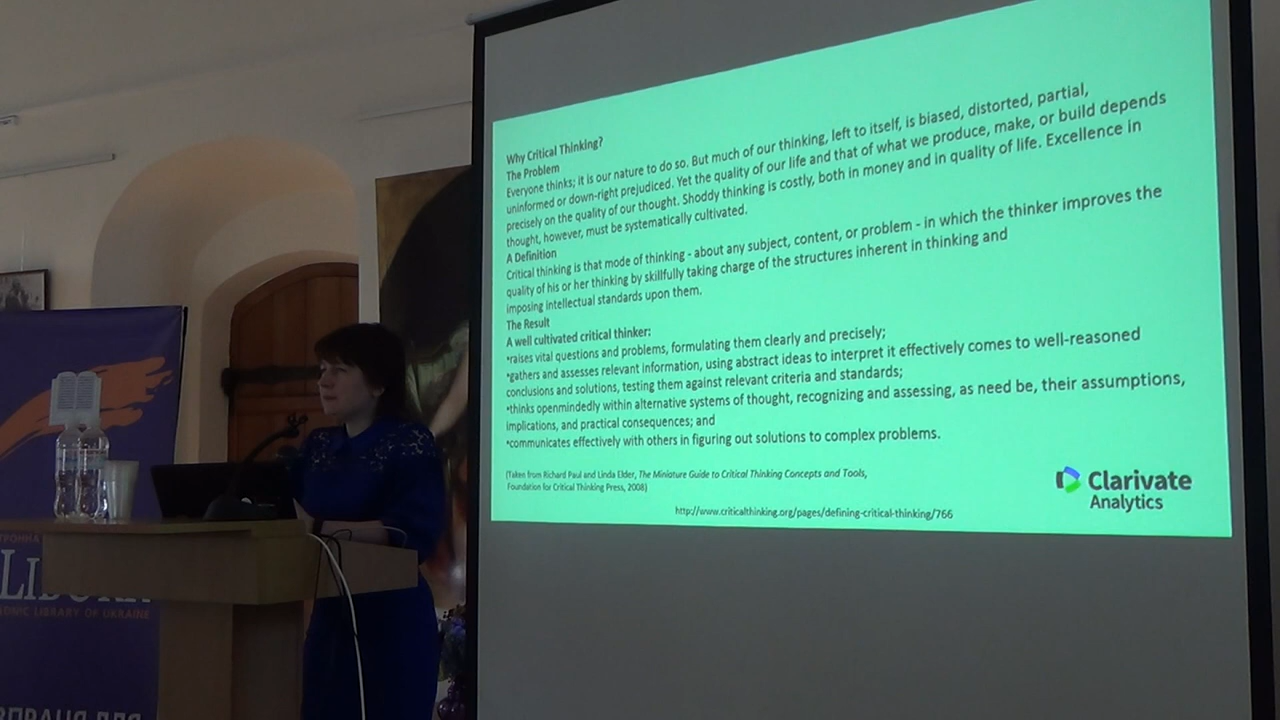 Why Critical Thinking?
The Problem
Everyone thinks; it is our nature to do so. But much of our thinking, left to itself, is biased, distorted, partial,
uninformed or down-right prejudiced. Yet the quality of our life and that of what we produce, make, or build depends
precisely on the quality of our thought. Shoddy thinking is costly, both in money and in quality of life. Excellence in
thought, however, must be systematically cultivated.
A Definition
Critical thinking is that mode of thinking - about any subject, content, or problem - in which the thinker improves the
quality of his or her thinking by skillfully taking charge of the structures inherent in thinking and
imposing intellectual standards upon them.
The Result
A well cultivated critical thinker:
•raises vital questions and problems, formulating them clearly and precisely;
•gathers and assesses relevant information, using abstract ideas to interpret it effectively comes to well-reasoned
conclusions and solutions, testing them against relevant criteria and standards;
•thinks openmindedly within alternative systems of thought, recognizing and assessing, as need be, their assumptions,
implications, and practical consequences; and
•communicates effectively with others in figuring out solutions to complex problems.
(Taken from Richard Paul and Linda Elder, The Miniature Guide to Critical Thinking Concepts and Tools,
Foundation for Critical Thinking Press, 2008)
http://www.criticalthinking.org/pages/defining-critical-thinking/766
Clarivate
Analytics
LIBRARY OF UKRAINE